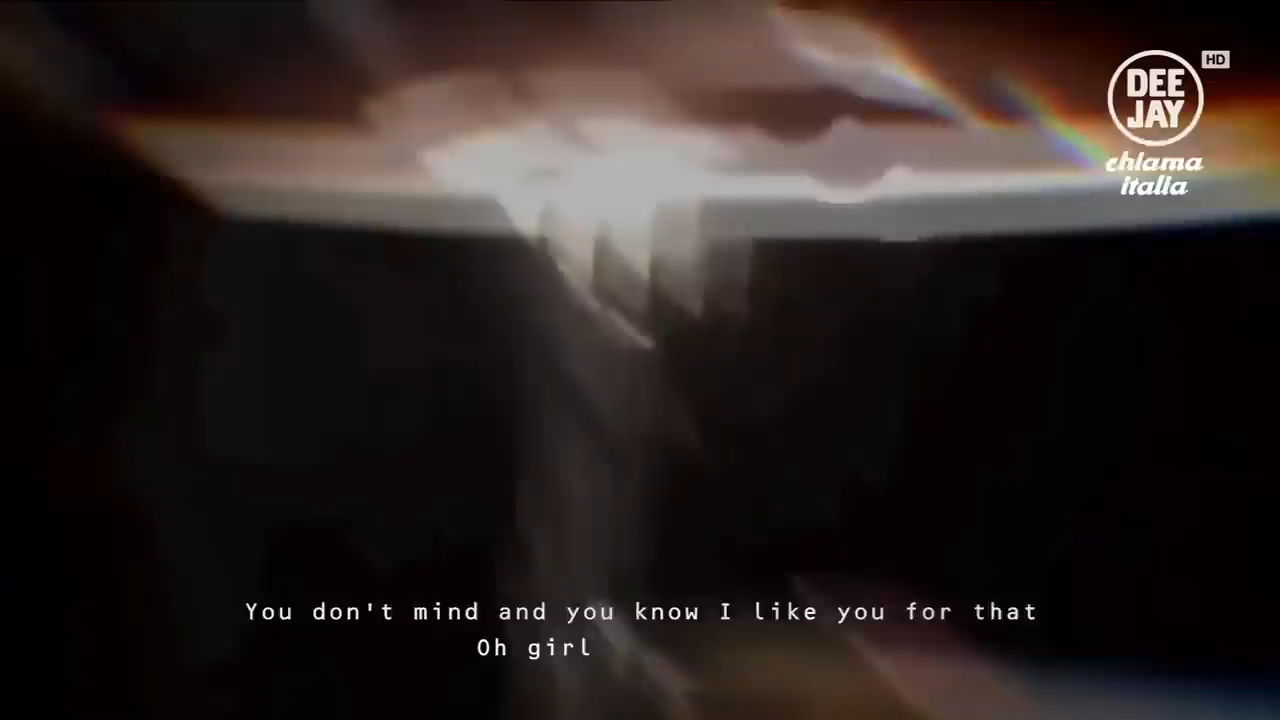 DEE
JAY
HD
chiama
italia
You don't mind and you know I like you for that
Oh girl